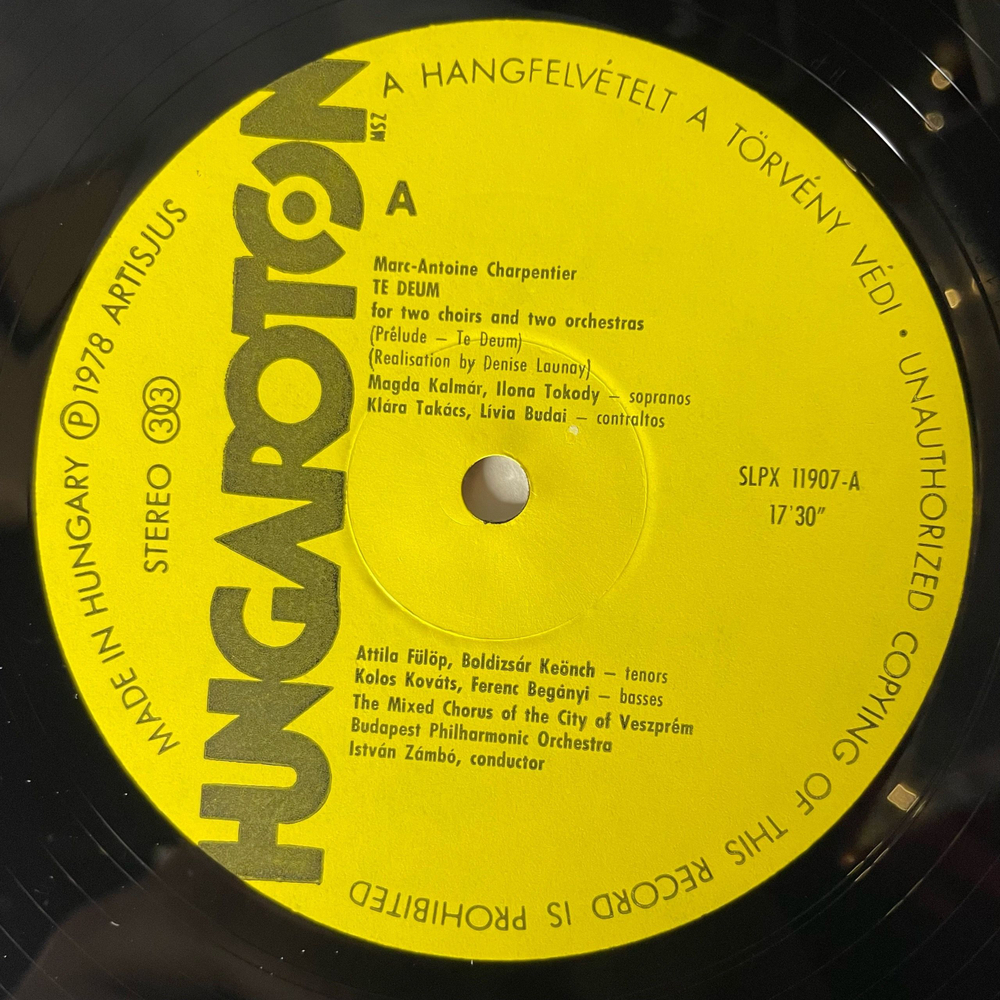 A HANGFELVÉTELT A TÖRVÉNY VÉDI • UNAUTHORIZED COPYING OF THIS RECORD IS PROHIBITED
MADE IN HUNGARY Ⓟ 1978 ARTISJUS
STEREO 33
HUNGAROTON
MSZ
A
Marc-Antoine Charpentier
TE DEUM
for two choirs and two orchestras
(Prélude – Te Deum)
(Realisation by Denise Launay)
Magda Kalmár, Ilona Tokody – sopranos
Klára Takács, Lívia Budai – contraltos
SLPX 11907-A
17'30"
Attila Fülöp, Boldizsár Keönch – tenors
Kolos Kováts, Ferenc Begányi – basses
The Mixed Chorus of the City of Veszprém
Budapest Philharmonic Orchestra
István Zámbó, conductor